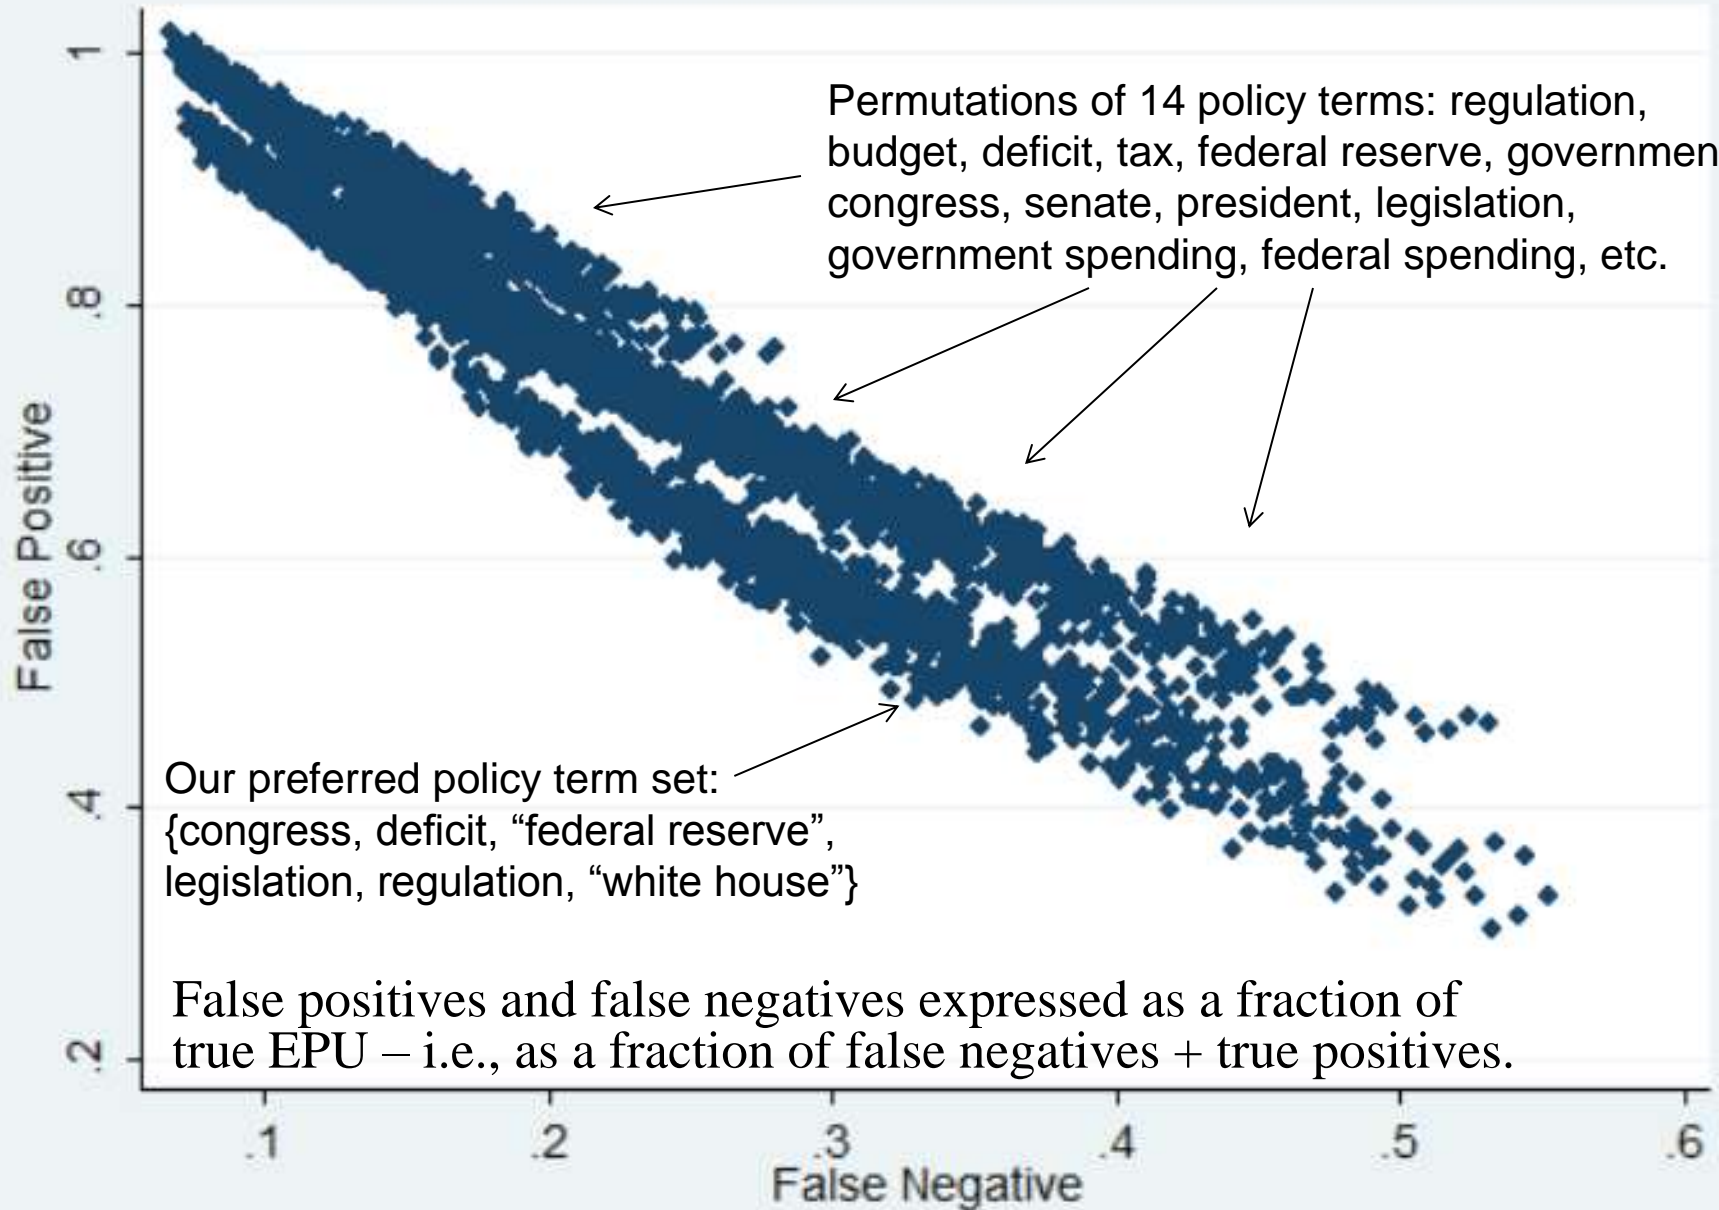 Permutations of 14 policy terms: regulation,
budget, deficit, tax, federal reserve, governmen
congress, senate, president, legislation,
government spending, federal spending, etc.
Our preferred policy term set:
{congress, deficit, “federal reserve”,
legislation, regulation, “white house”}
False positives and false negatives expressed as a fraction of
true EPU – i.e., as a fraction of false negatives + true positives.
False Positive
1
.8
.6
.4
.2
.1
.2
.3
.4
.5
.6
False Negative